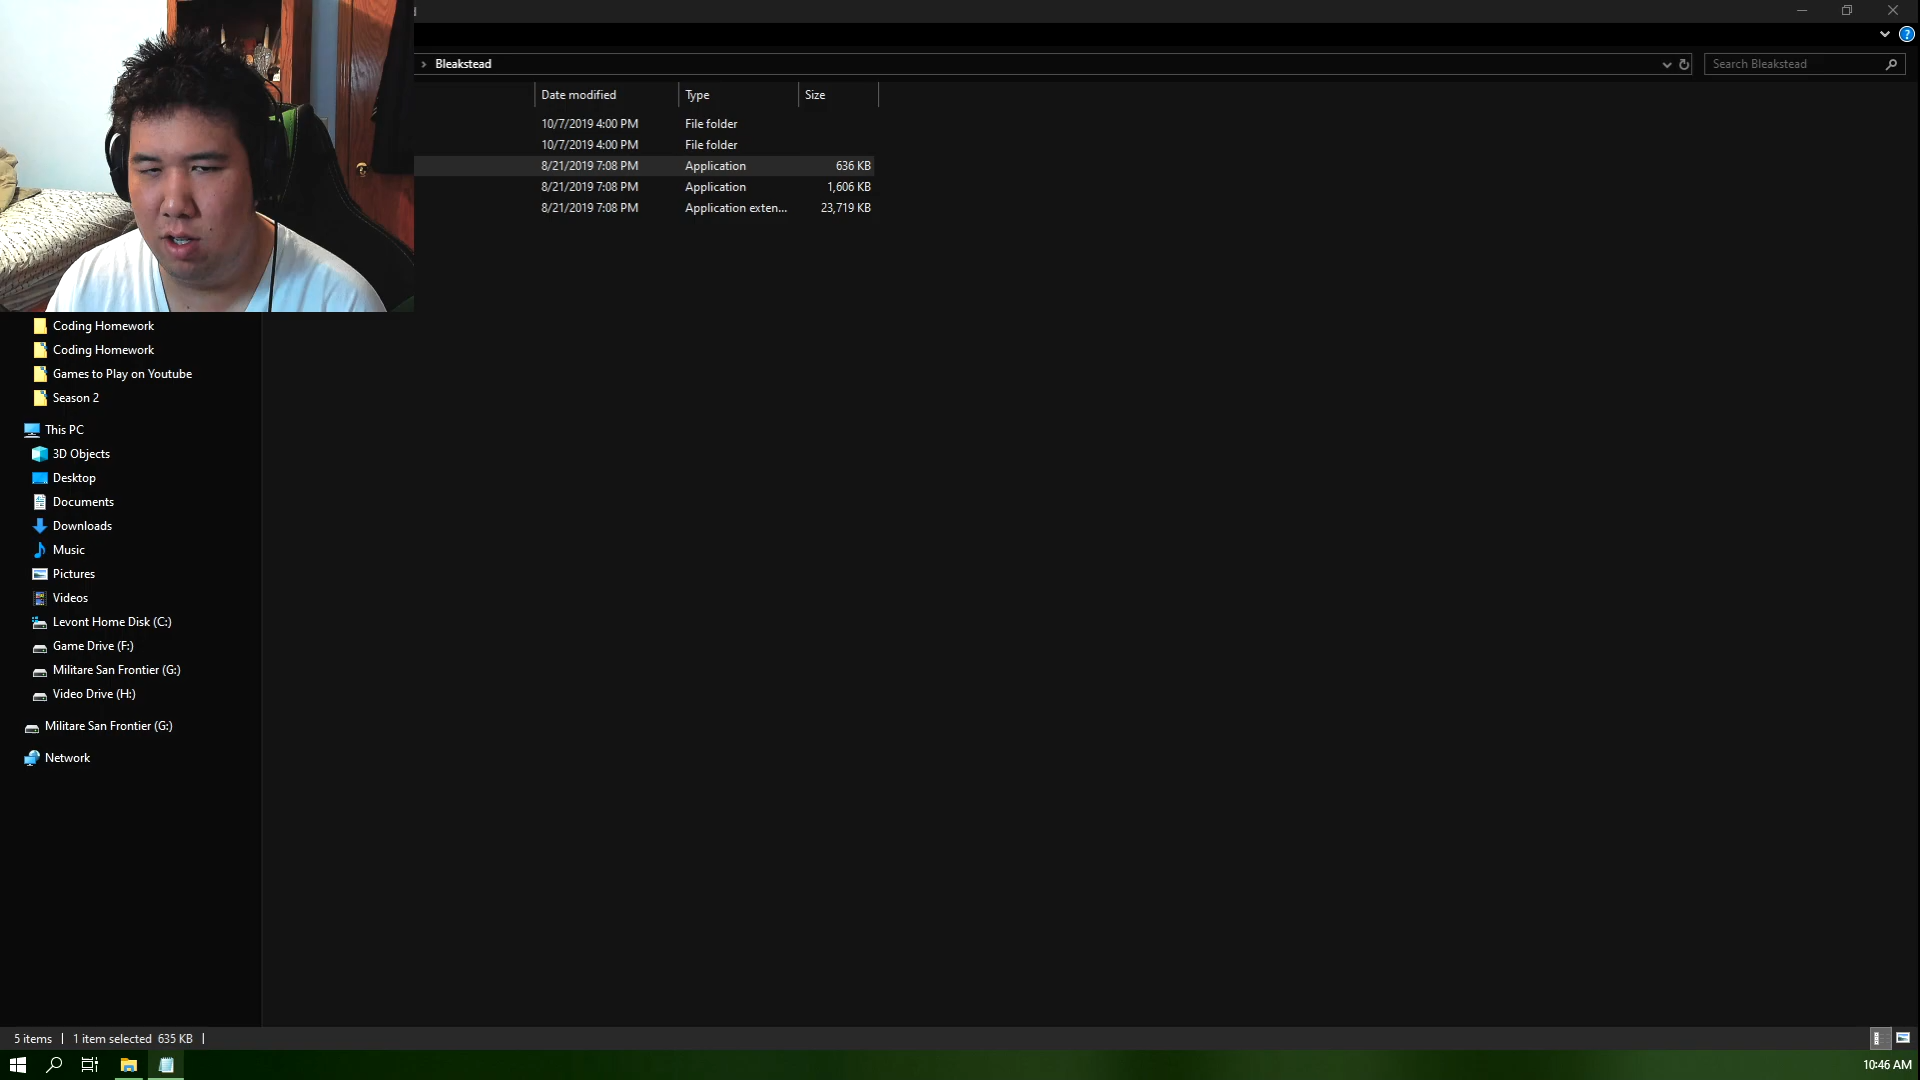 Bleakstead
Search Bleakstead
Date modified
Type
Size
10/7/2019 4:00 PM
File folder
10/7/2019 4:00 PM
File folder
8/21/2019 7:08 PM
Application
636 KB
8/21/2019 7:08 PM
Application
1,606 KB
8/21/2019 7:08 PM
Application exten...
23,719 KB
Coding Homework
Coding Homework
Games to Play on Youtube
Season 2
This PC
3D Objects
Desktop
Documents
Downloads
Music
Pictures
Videos
Levont Home Disk (C:)
Game Drive (F:)
Militare San Frontier (G:)
Video Drive (H:)
Militare San Frontier (G:)
Network
5 items
1 item selected 635 KB
10:46 AM